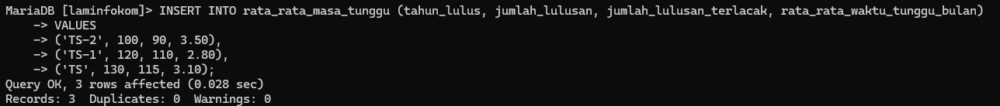 MariaDB [laminfokom]> INSERT INTO rata_rata_masa_tunggu (tahun_lulus, jumlah_lulusan, jumlah_lulusan_terlacak, rata_rata_waktu_tunggu_bulan)
    -> VALUES
    -> ('TS-2', 100, 90, 3.50),
    -> ('TS-1', 120, 110, 2.80),
    -> ('TS', 130, 115, 3.10);
Query OK, 3 rows affected (0.028 sec)
Records: 3  Duplicates: 0  Warnings: 0